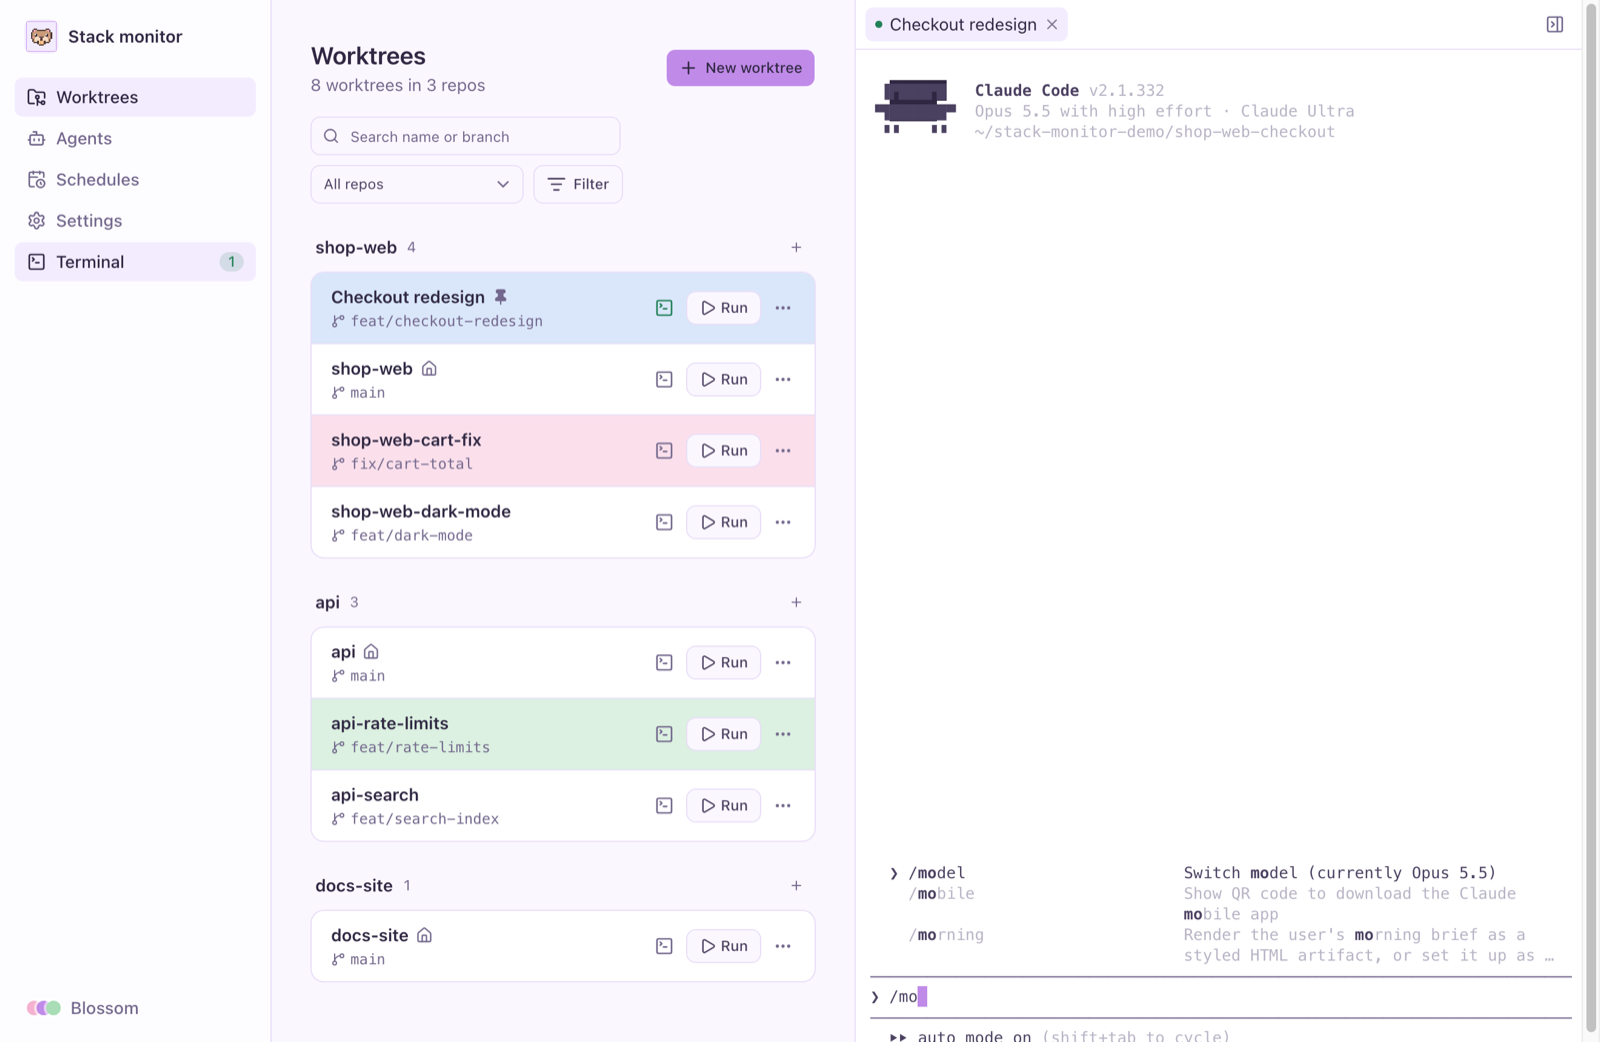 Stack monitor
Worktrees
Agents
Schedules
Settings
Terminal 1
Blossom
Worktrees
8 worktrees in 3 repos
New worktree
Search name or branch
All repos
Filter
shop-web 4
Checkout redesign
feat/checkout-redesign
Run
shop-web
main
Run
shop-web-cart-fix
fix/cart-total
Run
shop-web-dark-mode
feat/dark-mode
Run
api 3
api
main
Run
api-rate-limits
feat/rate-limits
Run
api-search
feat/search-index
Run
docs-site 1
docs-site
main
Run
Checkout redesign
Claude Code v2.1.332
Opus 5.5 with high effort · Claude Ultra
~/stack-monitor-demo/shop-web-checkout
❯ /model Switch model (currently Opus 5.5)
/mobile Show QR code to download the Claude
mobile app
/morning Render the user's morning brief as a
styled HTML artifact, or set it up as …
❯ /mo
auto mode on (shift+tab to cycle)